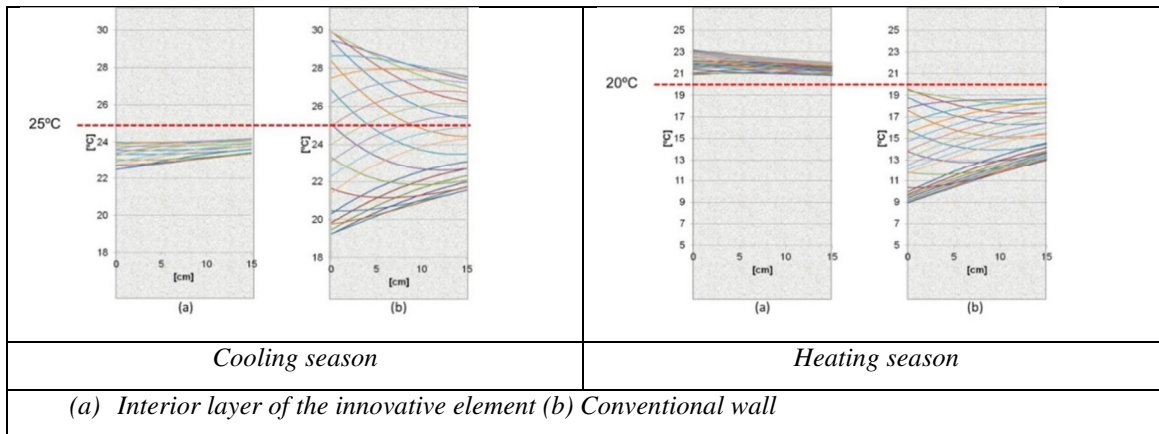 30
28
26
25ºC
24
22
20
18
[ºC]
0 5 10 15
[cm]
(a)
30
28
26
24
22
20
18
[ºC]
0 5 10 15
[cm]
(b)
23
21
20ºC
19
17
15
13
11
9
7
5
[ºC]
0 5 10 15
[cm]
(a)
23
21
19
17
15
13
11
9
7
5
[ºC]
0 5 10 15
[cm]
(b)
Cooling season
Heating season
(a) Interior layer of the innovative element (b) Conventional wall